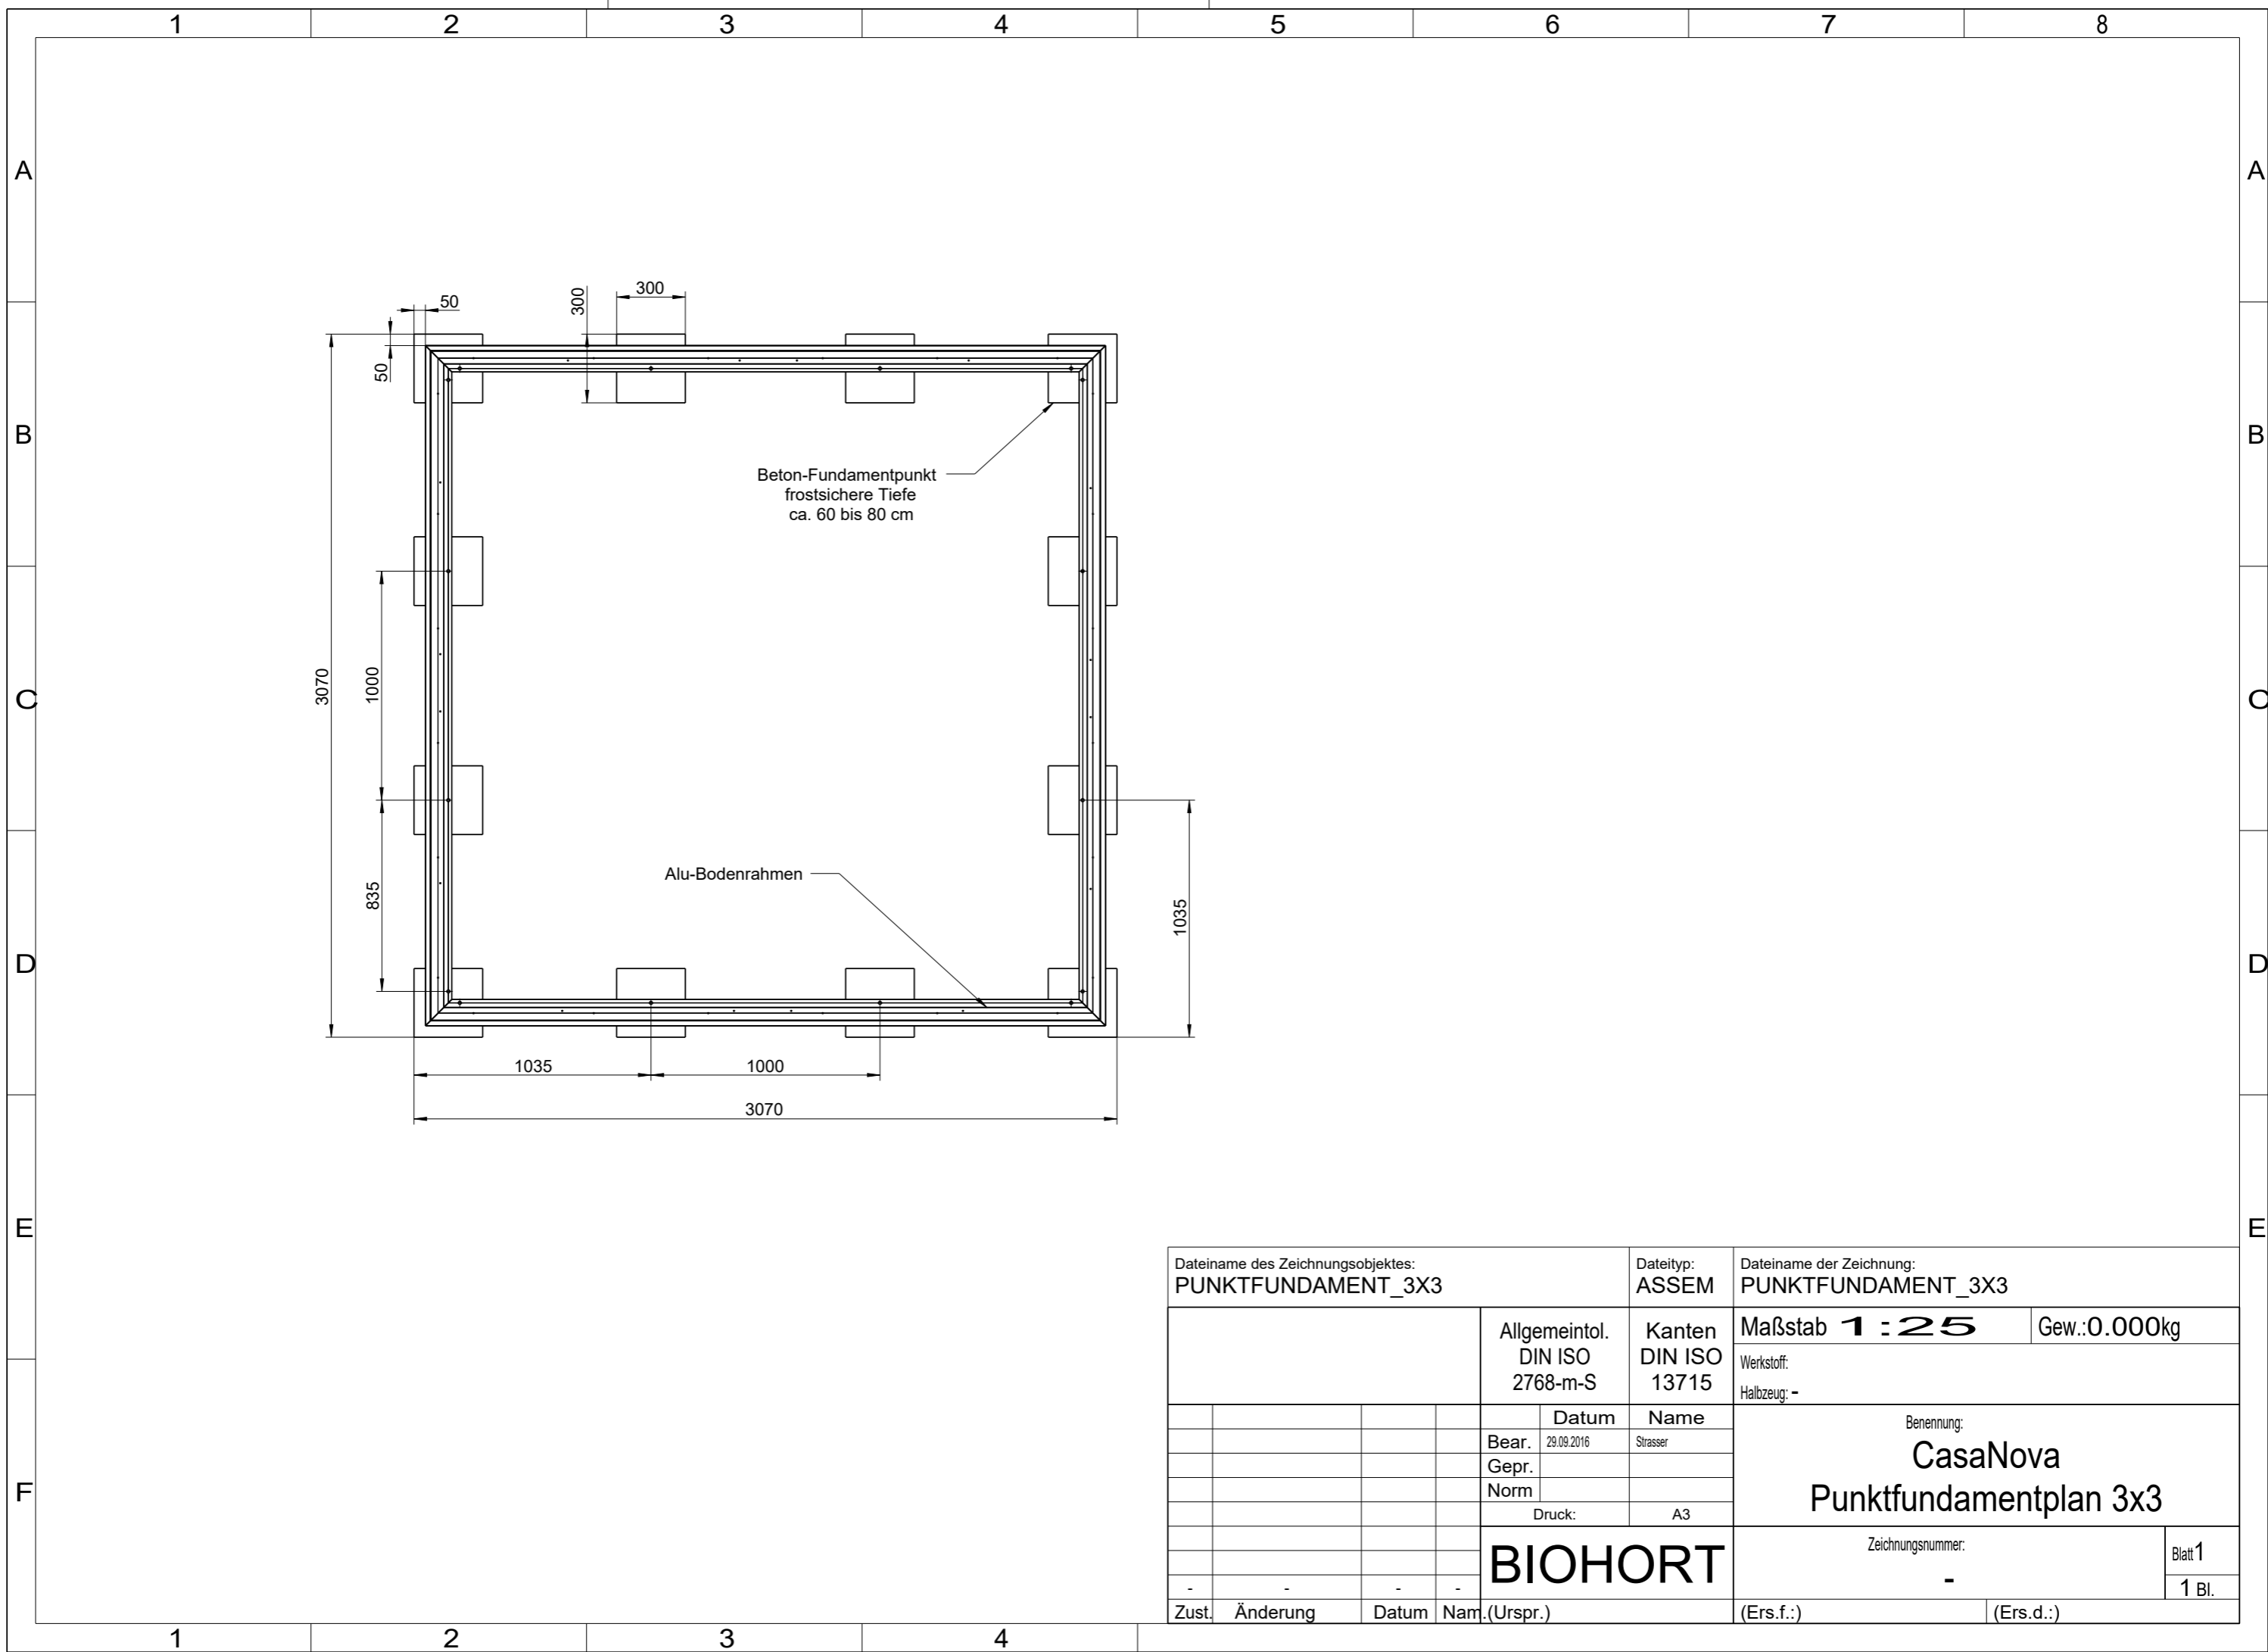 1 2 3 4 5 6 7 8
A A
50 300 300
50
B B
Beton-Fundamentpunkt
frostsichere Tiefe
ca. 60 bis 80 cm
C C
3070 1000
Alu-Bodenrahmen
835 1035
D D
1035 1000
3070
E E
Dateiname des Zeichnungsobjektes: Dateityp: Dateiname der Zeichnung:
PUNKTFUNDAMENT_3X3 ASSEM PUNKTFUNDAMENT_3X3
Allgemeintol. Kanten Maßstab 1:25 Gew.:0.000kg
DIN ISO DIN ISO Werkstoff:
2768-m-S 13715 Halbzeug: -
Datum Name Benennung:
Bear. 29.09.2016 Strasser CasaNova
Gepr.
F
Norm Punktfundamentplan 3x3
Druck: A3
BIOHORT Zeichnungsnummer: Blatt 1
- - - - - 1 Bl.
Zust. Änderung Datum Nam. (Urspr.) (Ers.f.:) (Ers.d.:)
1 2 3 4